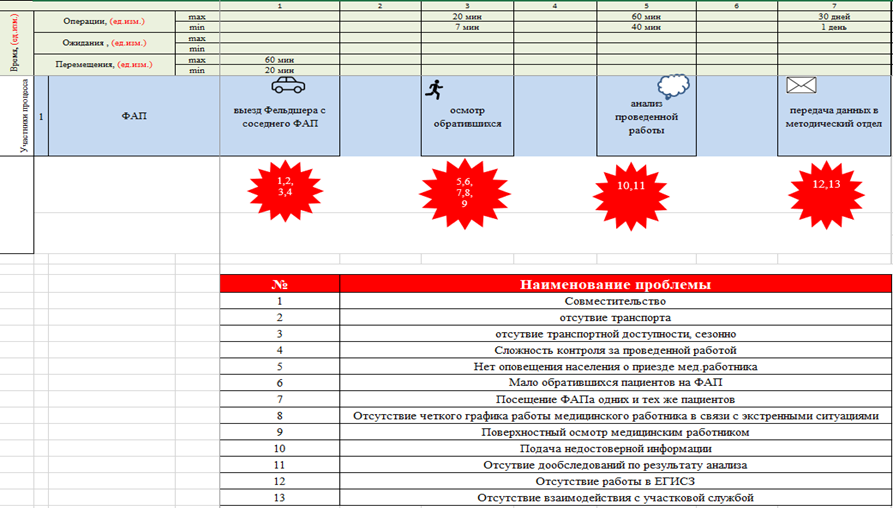 1 2 3 4 5 6 7
Время, (ед.изм.)
Операции, (ед.изм.) max 20 мин 60 мин 30 дней
min 7 мин 40 мин 1 день
Ожидания , (ед.изм.) max
min
Перемещения, (ед.изм.) max 60 мин
min 20 мин
Участники процесса
1 ФАП
выезд Фельдшера с
соседнего ФАП
осмотр
обратившихся
анализ
проведенной
работы
передача данных в
методический отдел
1,2,
3,4
5,6,
7,8,
9
10,11
12,13
№ Наименование проблемы
1 Совместительство
2 отсутвие транспорта
3 отсутвие транспортной доступности, сезонно
4 Сложность контроля за проведенной работой
5 Нет оповещения населения о приезде мед.работника
6 Мало обратившихся пациентов на ФАП
7 Посещение ФАПа одних и тех же пациентов
8 Отсутствие четкого графика работы медицинского работника в связи с экстренными ситуациями
9 Поверхностный осмотр медицинским работником
10 Подача недостоверной информации
11 Отсутвие дообследований по результату анализа
12 Отсутствие работы в ЕГИСЗ
13 Отсутствие взаимодействия с участковой службой